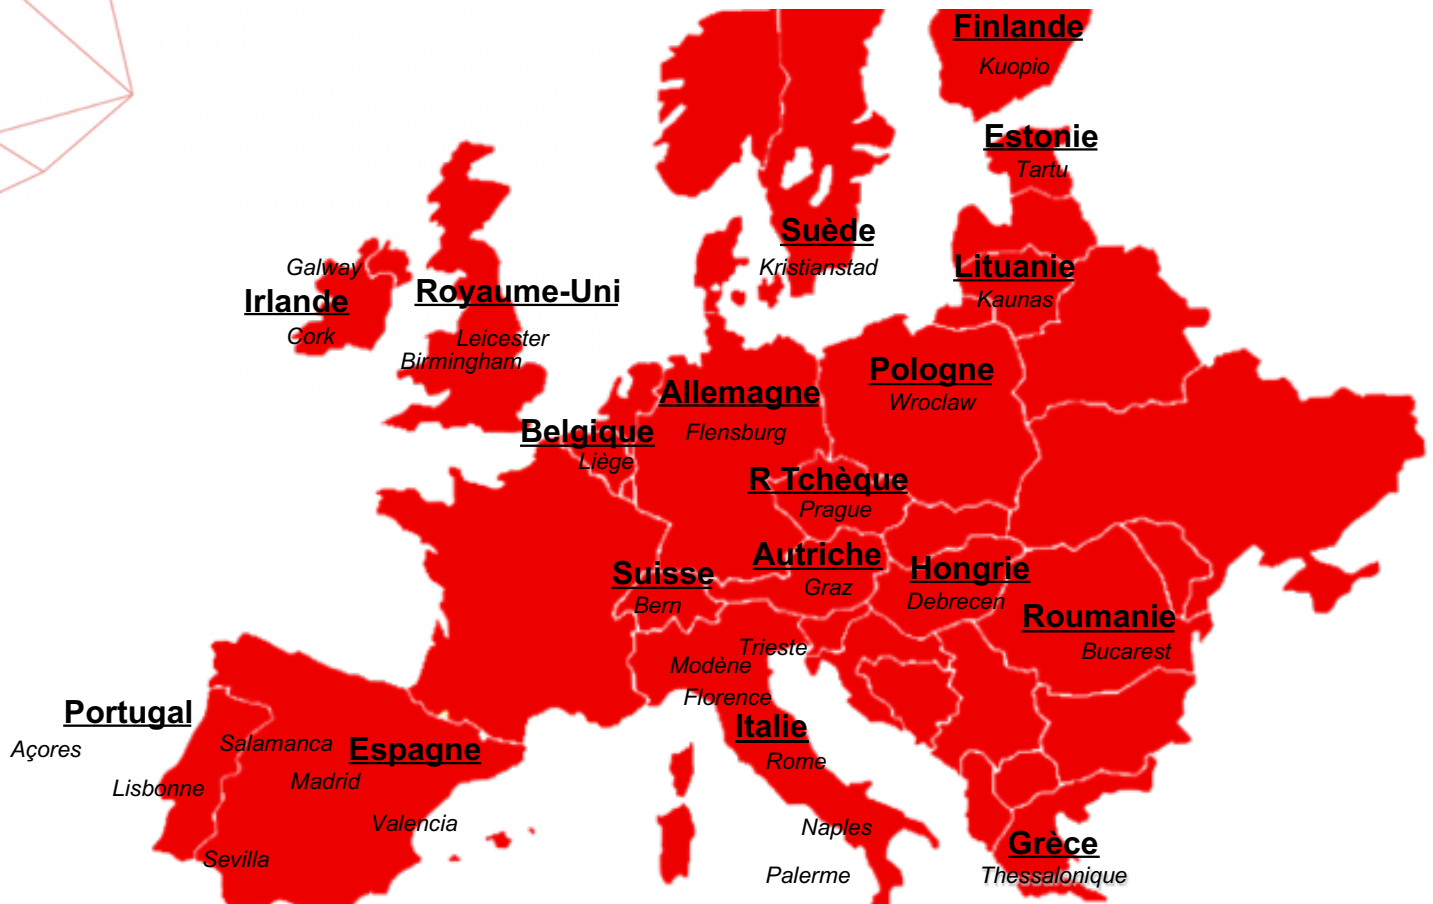 Finlande
Kuopio
Estonie
Tartu
Suède
Kristianstad
Lituanie
Kaunas
Galway
Irlande
Cork
Royaume-Uni
Leicester
Birmingham
Pologne
Wroclaw
Allemagne
Flensburg
Belgique
Liège
R Tchèque
Prague
Autriche
Graz
Hongrie
Debrecen
Suisse
Bern
Roumanie
Bucarest
Trieste
Modène
Florence
Italie
Rome
Naples
Palerme
Portugal
Açores
Lisbonne
Salamanca
Espagne
Madrid
Valencia
Sevilla
Grèce
Thessalonique